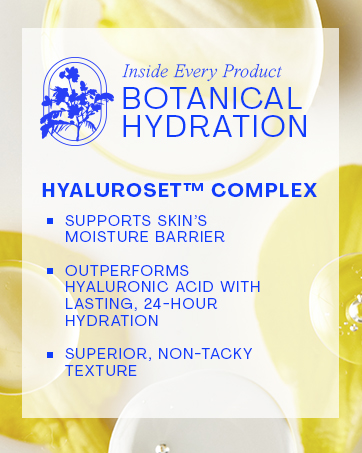 Inside Every Product
BOTANICAL
HYDRATION
HYALUROSET™ COMPLEX
SUPPORTS SKIN'S
MOISTURE BARRIER
OUTPERFORMS
HYALURONIC ACID WITH
LASTING, 24-HOUR
HYDRATION
SUPERIOR, NON-TACKY
TEXTURE